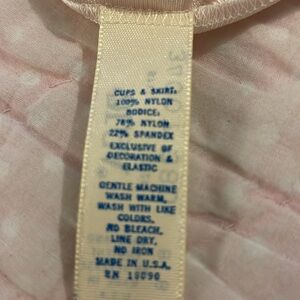 CUPS & SKIRT:
100% NYLON
BODICE:
78% NYLON
22% SPANDEX
EXCLUSIVE OF
DECORATION &
ELASTIC
GENTLE MACHINE
WASH WARM,
WASH WITH LIKE
COLORS,
NO BLEACH,
LINE DRY,
NO IRON
MADE IN U.S.A.
RN 18090